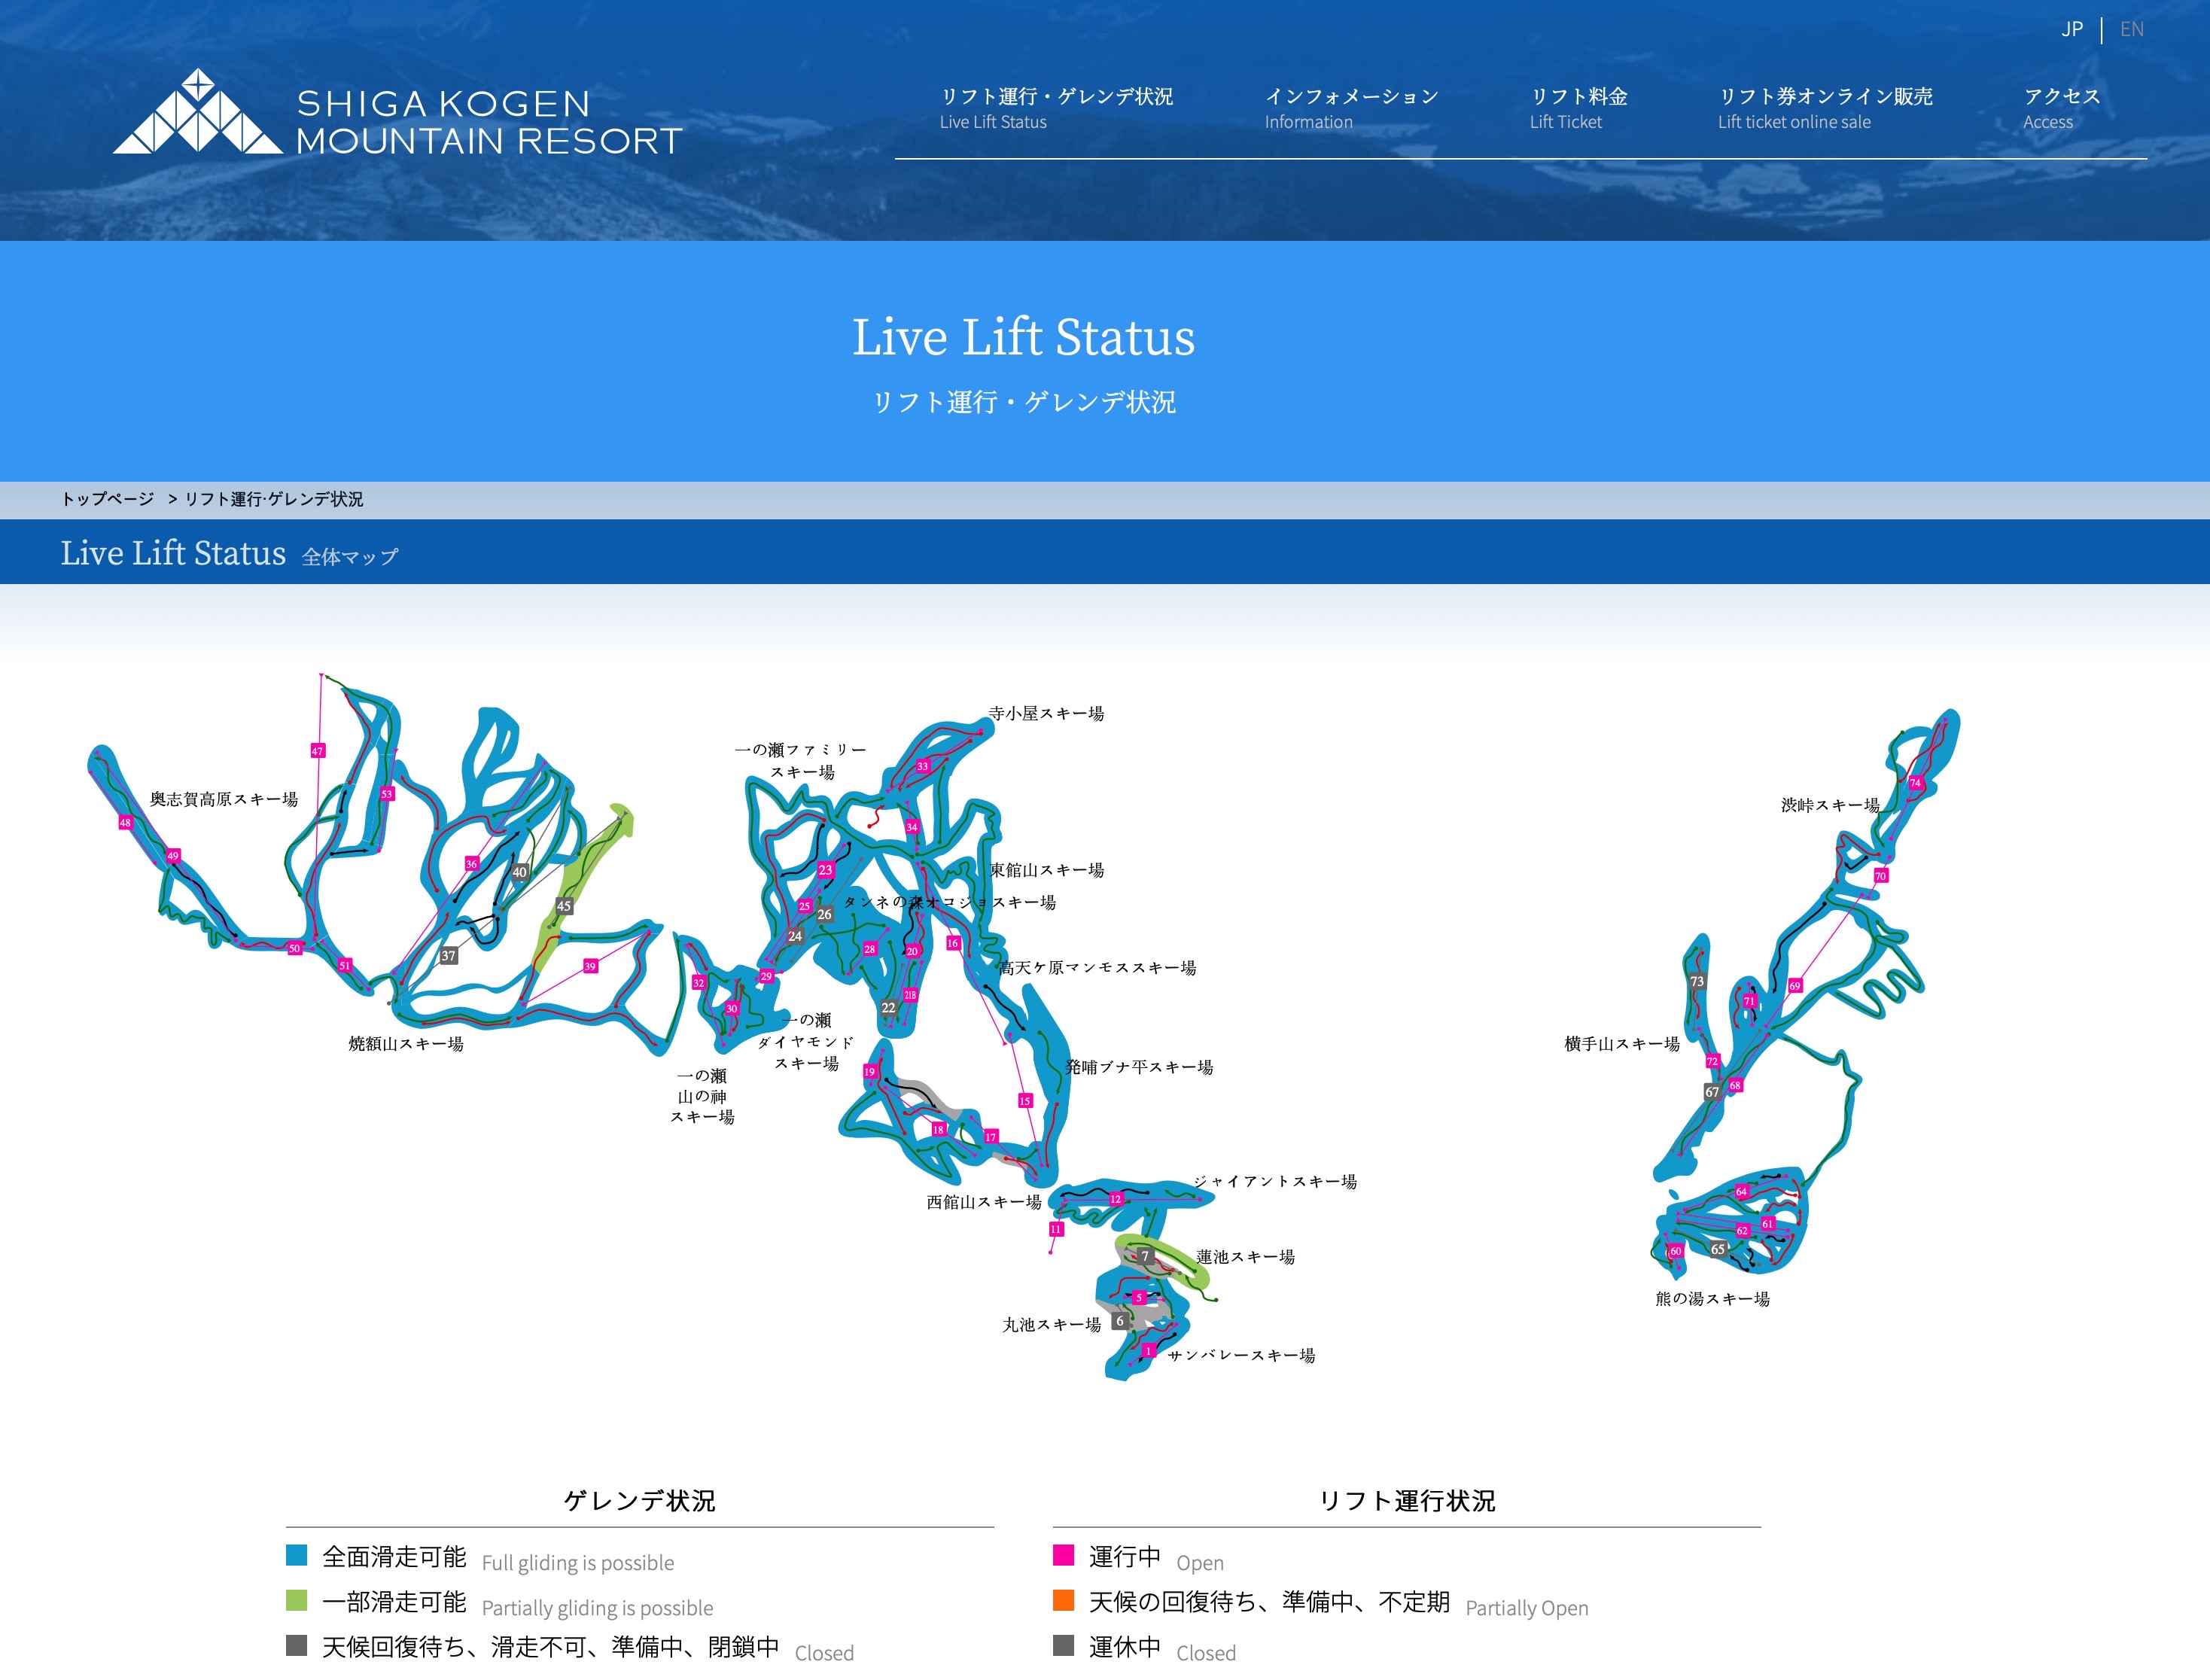 JP | EN
SHIGA KOGEN
MOUNTAIN RESORT
リフト運行・ゲレンデ状況
Live Lift Status
インフォメーション
Information
リフト料金
Lift Ticket
リフト券オンライン販売
Lift ticket online sale
アクセス
Access
Live Lift Status
リフト運行・ゲレンデ状況
トップページ > リフト運行·ゲレンデ状況
Live Lift Status 全体マップ
47
53
48
49
奥志賀高原スキー場
50
51
36
40
45
37
39
焼額山スキー場
32
30
29
一の瀬
山の神
スキー場
一の瀬
ダイヤモンド
スキー場
一の瀬ファミリー
スキー場
23
25
26
24
28
20
21B
22
タンネの森オコジョスキー場
寺小屋スキー場
33
34
東館山スキー場
16
高天ケ原マンモススキー場
15
発哺ブナ平スキー場
19
18
17
西館山スキー場
ジャイアントスキー場
12
11
7
蓮池スキー場
5
6
丸池スキー場
1
サンバレースキー場
74
渋峠スキー場
70
69
73
71
72
横手山スキー場
68
67
64
61
62
65
60
熊の湯スキー場
ゲレンデ状況
全面滑走可能 Full gliding is possible
一部滑走可能 Partially gliding is possible
天候回復待ち、滑走不可、準備中、閉鎖中 Closed
リフト運行状況
運行中 Open
天候の回復待ち、準備中、不定期 Partially Open
運休中 Closed